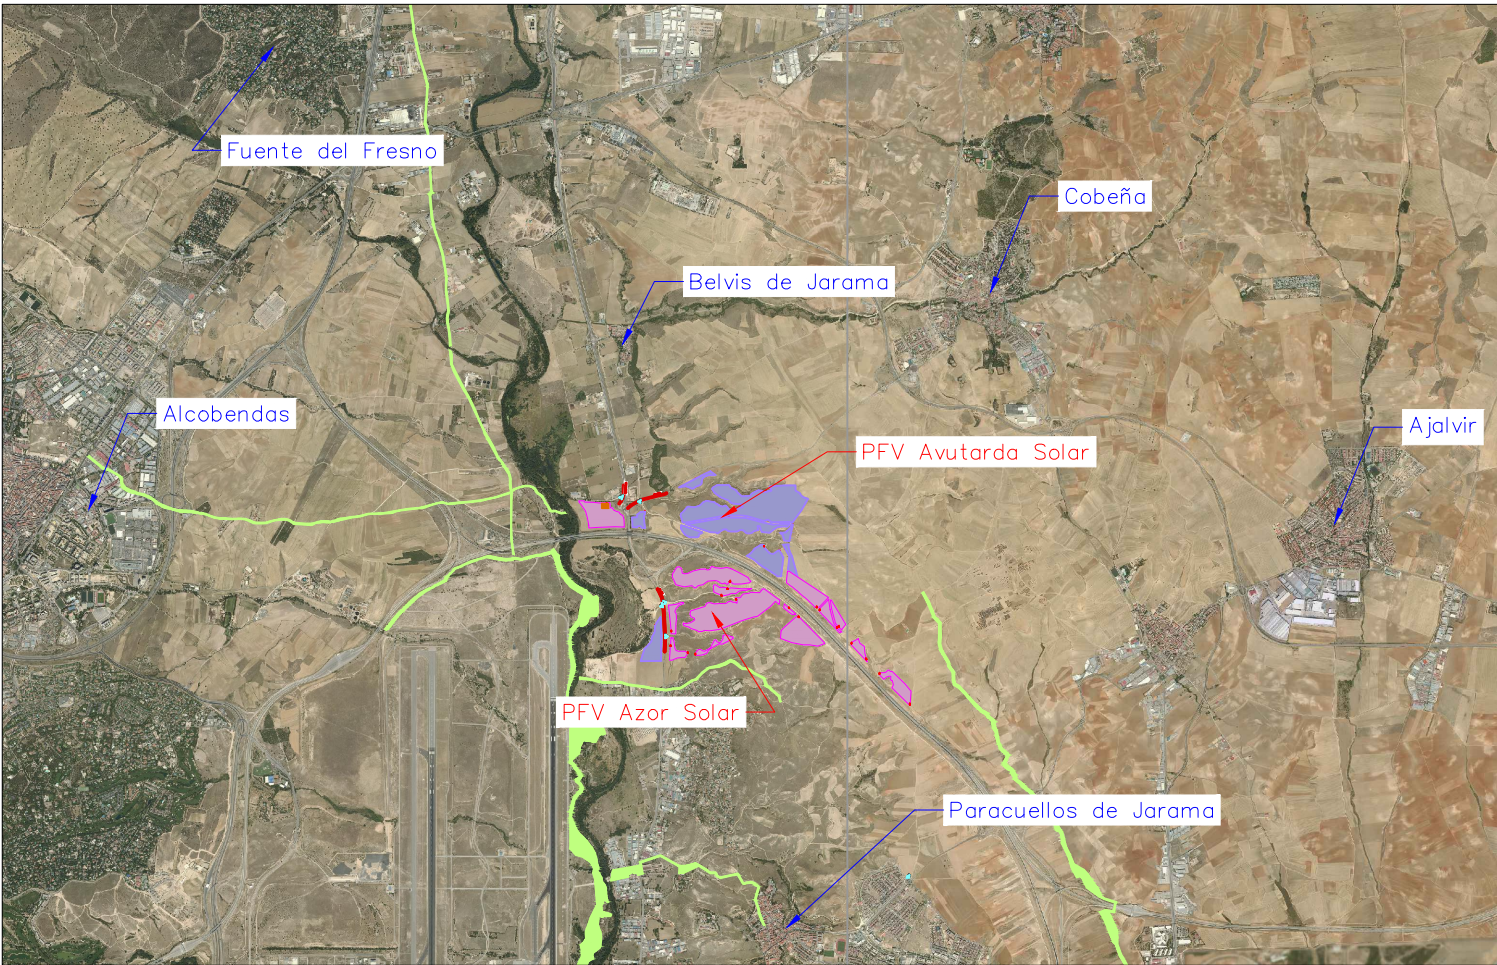 Fuente del Fresno
Cobeña
Belvis de Jarama
Alcobendas
Ajalvir
PFV Avutarda Solar
PFV Azor Solar
Paracuellos de Jarama